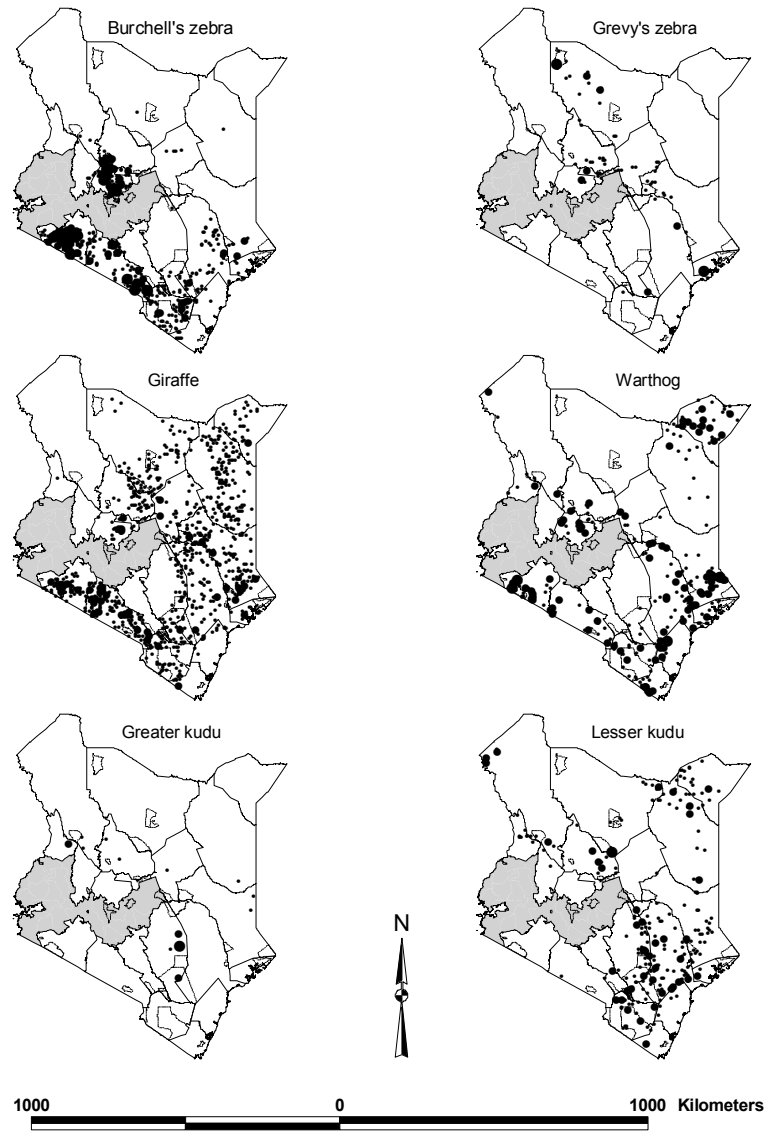 Burchell's zebra
Grevy's zebra
Giraffe
Warthog
Greater kudu
Lesser kudu
N
1000 0 1000 Kilometers